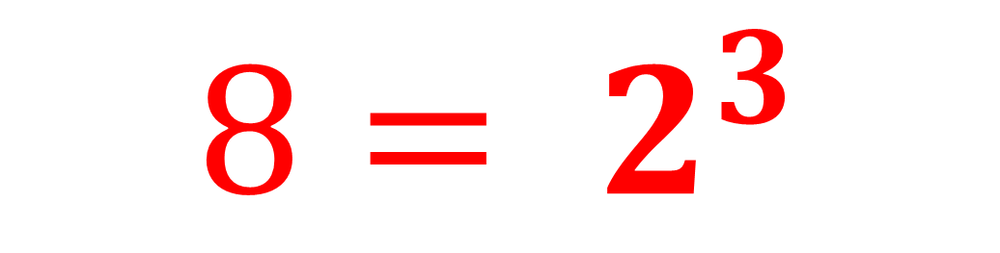 8 = 2³